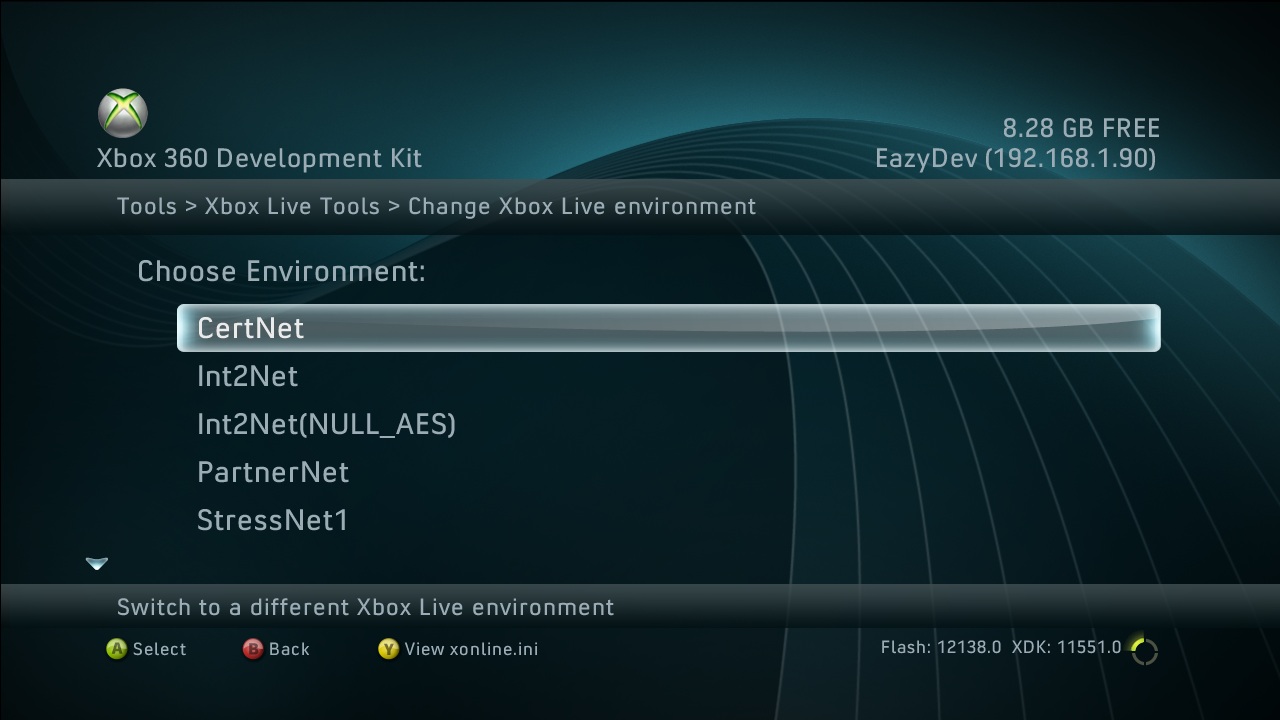 8.28 GB FREE
Xbox 360 Development Kit
EazyDev (192.168.1.90)
Tools > Xbox Live Tools > Change Xbox Live environment
Choose Environment:
CertNet
Int2Net
Int2Net(NULL_AES)
PartnerNet
StressNet1
Switch to a different Xbox Live environment
A Select B Back Y View xonline.ini
Flash: 12138.0 XDK: 11551.0